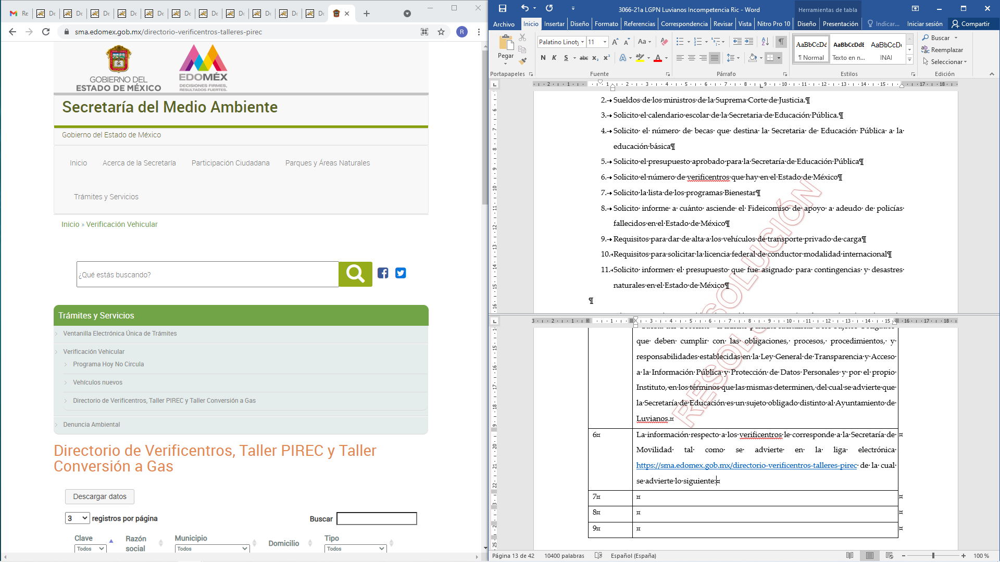 Re
De
De
De
De
De
De
De
De
De
De
De
sma.edomex.gob.mx/directorio-verificentros-talleres-pirec
R
GOBIERNO DEL
ESTADO DE MÉXICO
EDOMÉX
DECISIONES FIRMES,
RESULTADOS FUERTES.
Secretaría del Medio Ambiente
Gobierno del Estado de México
Inicio Acerca de la Secretaría Participación Ciudadana Parques y Áreas Naturales
Trámites y Servicios
Inicio » Verificación Vehicular
¿Qué estás buscando?
Trámites y Servicios
Ventanilla Electrónica Única de Trámites
Verificación Vehicular
Programa Hoy No Circula
Vehículos nuevos
Directorio de Verificentros, Taller PIREC y Taller Conversión a Gas
Denuncia Ambiental
Directorio de Verificentros, Taller PIREC y Taller
Conversión a Gas
Descargar datos
3 registros por página
Buscar
Clave Razón social Municipio Domicilio Tipo
Todos Todos Todos
3066-21a LGPN Luvianos Incompetencia Ric - Word
Herramientas de tabla
Archivo Inicio Insertar Diseño Formato Referencias Correspondencia Revisar Vista Nitro Pro 10 Diseño Presentación Indicar... Iniciar sesión Compartir
Pegar
Palatino Linoty 11
N K S abc x₂ x²
Portapapeles Fuente Párrafo Estilos Edición
AaBbCcDd AaBbCcDdE AaBbCcD
¶ Normal Texto en n... INAI
Buscar
Reemplazar
Seleccionar
2. Sueldos de los ministros de la Suprema Corte de Justicia.¶
3. Solicito el calendario escolar de la Secretaria de Educación Pública.¶
4. Solicito el número de becas que destina la Secretaria de Educación Pública a la
educación básica¶
5. Solicito el presupuesto aprobado para la Secretaría de Educación Pública¶
6. Solicito el número de verificentros que hay en el Estado de México¶
7. Solicito la lista de los programas Bienestar¶
8. Solicito informe a cuánto asciende el Fideicomiso de apoyo a adeudo de policías
fallecidos en el Estado de México¶
9. Requisitos para dar de alta a los vehículos de transporte privado de carga¶
10. Requisitos para solicitar la licencia federal de conductor modalidad internacional¶
11. Solicito informen el presupuesto que fue asignado para contingencias y desastres
naturales en el Estado de México¶
¶
RESOLUCIÓN
que deben cumplir con las obligaciones, procesos, procedimientos, y
responsabilidades establecidas en la Ley General de Transparencia y Acceso
a la Información Pública y Protección de Datos Personales y por el propio
Instituto, en los términos que las mismas determinen, del cual se advierte que
la Secretaría de Educación es un sujeto obligado distinto al Ayuntamiento de
Luvianos.¤
6¤ La información respecto a los verificentros le corresponde a la Secretaría de ¤
Movilidad tal como se advierte en la liga electrónica
https://sma.edomex.gob.mx/directorio-verificentros-talleres-pirec de la cual
se advierte lo siguiente:¤
7¤ ¤ ¤
8¤ ¤ ¤
9¤ ¤ ¤
Página 13 de 42 10400 palabras Español (España) 100 %